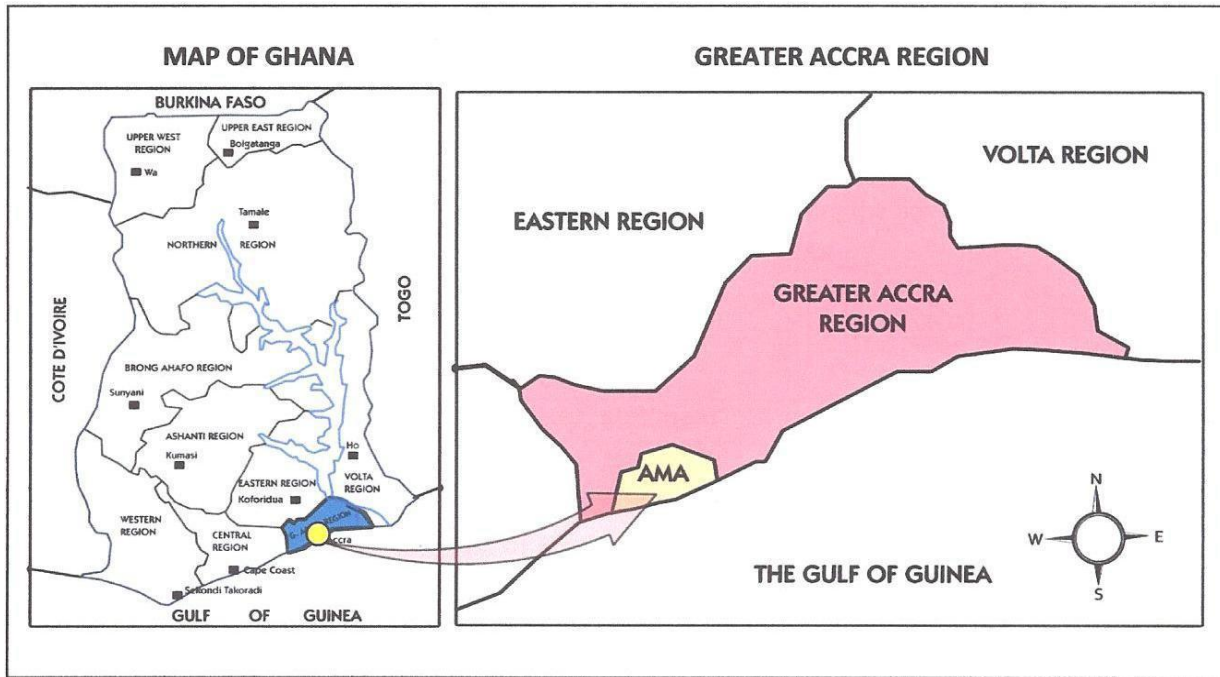 MAP OF GHANA
BURKINA FASO
UPPER WEST
REGION
UPPER EAST REGION
Bolgatanga
Wa
Tamale
NORTHERN REGION
COTE D'IVOIRE
TOGO
BRONG AHAFO REGION
Sunyani
ASHANTI REGION
Kumasi
Ho
EASTERN REGION
Koforidua
VOLTA
REGION
WESTERN
REGION
CENTRAL
REGION
REGION
Accra
Cape Coast
Sekondi Takoradi
GULF OF GUINEA
GREATER ACCRA REGION
VOLTA REGION
EASTERN REGION
GREATER ACCRA
REGION
AMA
THE GULF OF GUINEA
N
W
E
S